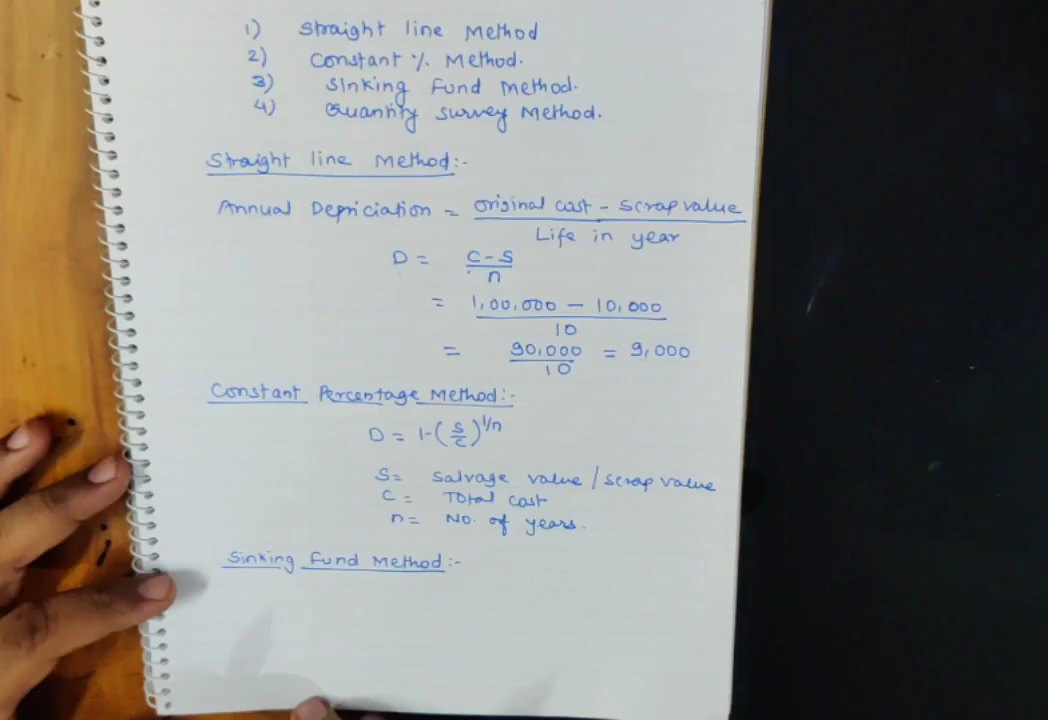 1) Straight line Method
2) Constant % Method.
3) Sinking Fund Method.
4) Quantity survey Method.
Straight line Method:-
Annual Depriciation = original cost - scrap value
Life in year
D = C - S
n
= 1,00,000 - 10,000
10
= 90,000 = 9,000
10
Constant Percentage Method:-
D = 1-(S/C)^1/n
S= Salvage value / scrap value
C = Total cost
n= No. of years.
Sinking Fund Method:-